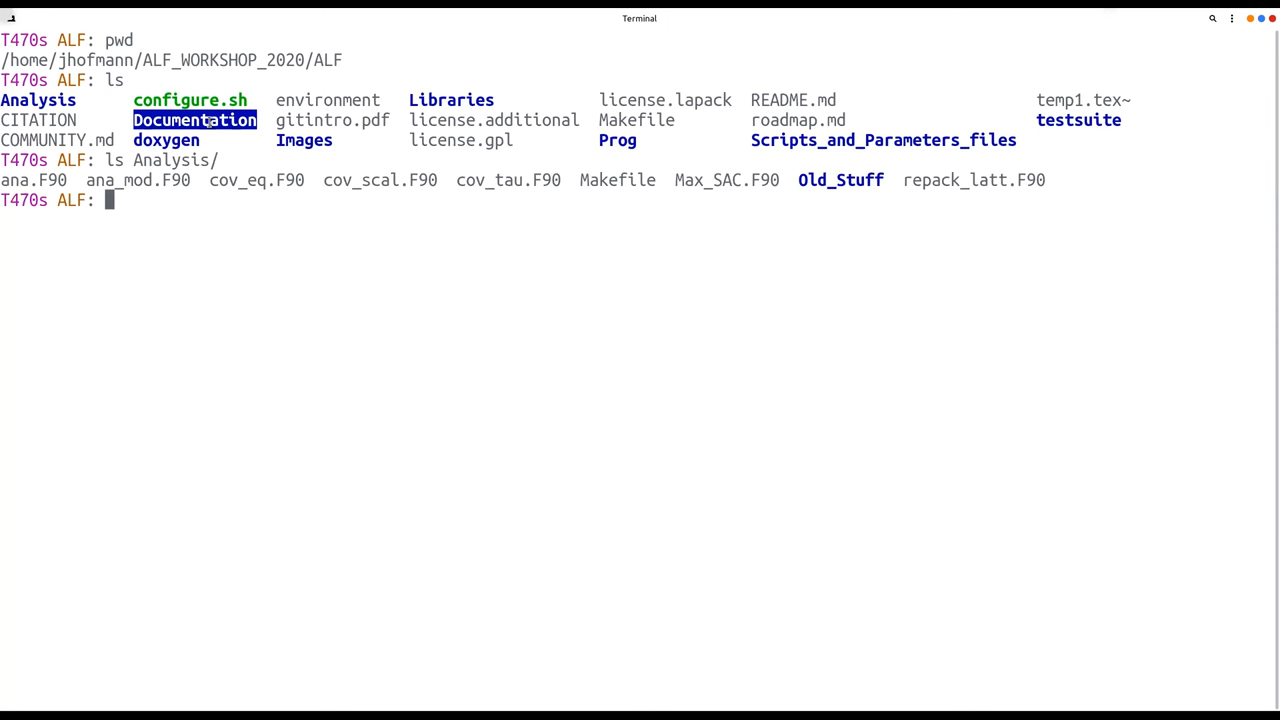 Terminal
T470s ALF: pwd
/home/jhofmann/ALF_WORKSHOP_2020/ALF
T470s ALF: ls
Analysis configure.sh environment Libraries license.lapack README.md temp1.tex~
CITATION Documentation gitintro.pdf license.additional Makefile roadmap.md testsuite
COMMUNITY.md doxygen Images license.gpl Prog Scripts_and_Parameters_files
T470s ALF: ls Analysis/
ana.F90 ana_mod.F90 cov_eq.F90 cov_scal.F90 cov_tau.F90 Makefile Max_SAC.F90 Old_Stuff repack_latt.F90
T470s ALF: